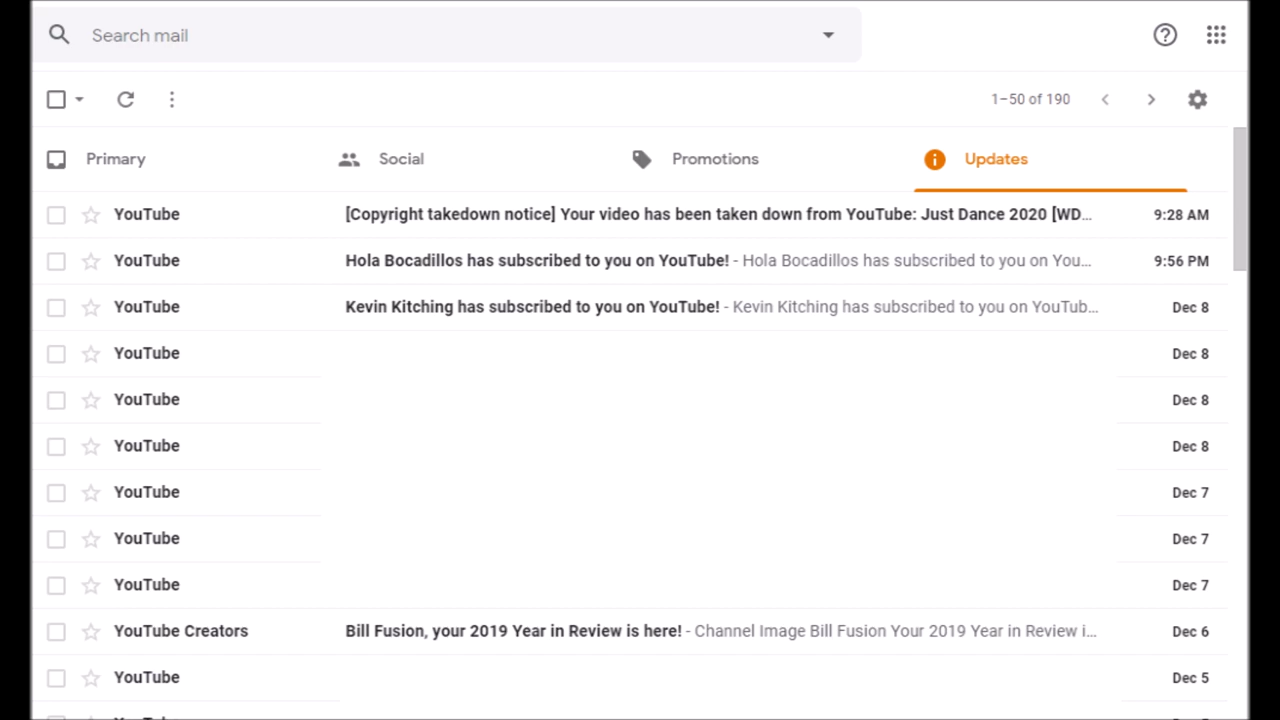 Search mail
1–50 of 190
Primary Social Promotions Updates
YouTube [Copyright takedown notice] Your video has been taken down from YouTube: Just Dance 2020 [WD… 9:28 AM
YouTube Hola Bocadillos has subscribed to you on YouTube! - Hola Bocadillos has subscribed to you on You… 9:56 PM
YouTube Kevin Kitching has subscribed to you on YouTube! - Kevin Kitching has subscribed to you on YouTub… Dec 8
YouTube Dec 8
YouTube Dec 8
YouTube Dec 8
YouTube Dec 7
YouTube Dec 7
YouTube Dec 7
YouTube Creators Bill Fusion, your 2019 Year in Review is here! - Channel Image Bill Fusion Your 2019 Year in Review i… Dec 6
YouTube Dec 5